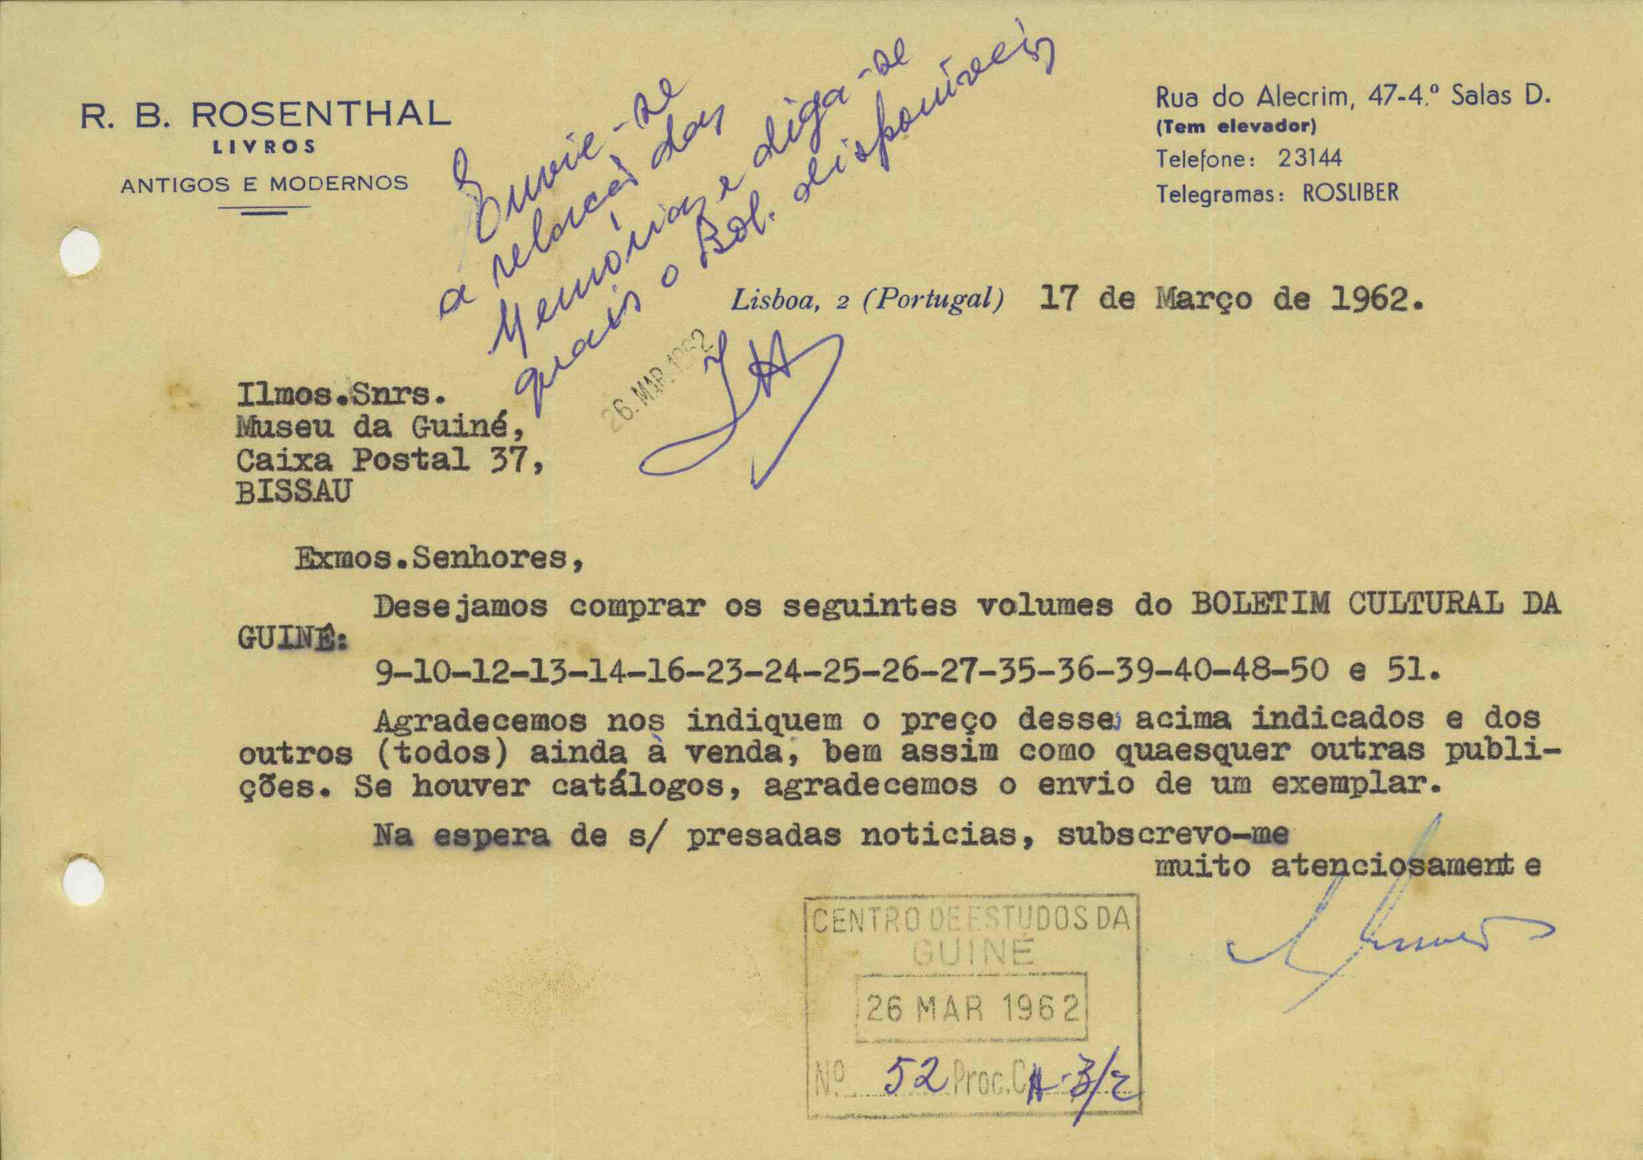 R. B. ROSENTHAL
LIVROS
ANTIGOS E MODERNOS
Rua do Alecrim, 47-4.º Salas D.
(Tem elevador)
Telefone: 23144
Telegramas: ROSLIBER
Envie-se
a relação das
Memórias e diga-se
quais o Bol. disponíveis
26. MAR. 1962
Lisboa, 2 (Portugal) 17 de Março de 1962.
Ilmos.Snrs.
Museu da Guiné,
Caixa Postal 37,
BISSAU
Exmos.Senhores,
Desejamos comprar os seguintes volumes do BOLETIM CULTURAL DA
GUINÉ:
9-10-12-13-14-16-23-24-25-26-27-35-36-39-40-48-50 e 51.
Agradecemos nos indiquem o preço desses acima indicados e dos
outros (todos) ainda à venda, bem assim como quaesquer outras publi-
ções. Se houver catálogos, agradecemos o envio de um exemplar.
Na espera de s/ presadas noticias, subscrevo-me
muito atenciosamente
CENTRO DE ESTUDOS DA
GUINÉ
26 MAR 1962
Nº 52 Proc. A-3/2